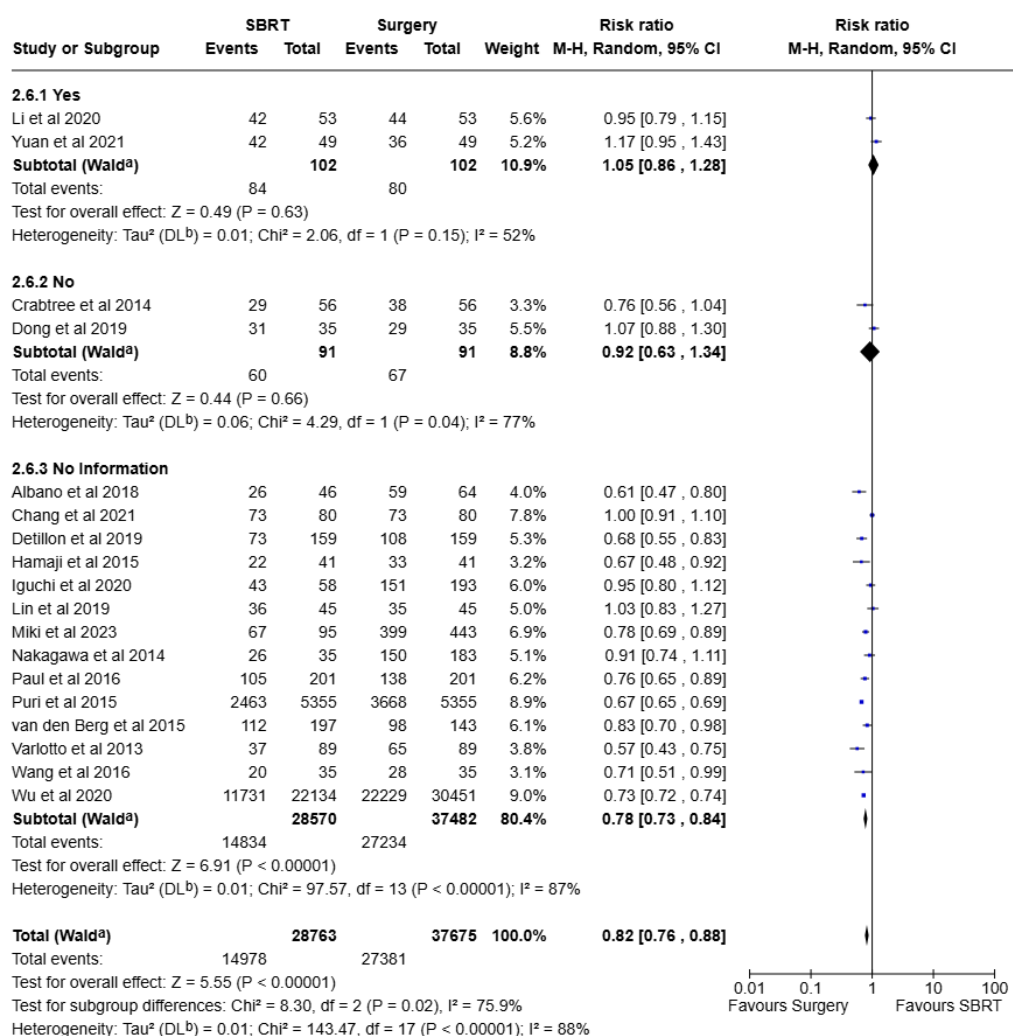 SBRT Surgery Risk ratio Risk ratio
Study or Subgroup Events Total Events Total Weight M-H, Random, 95% CI M-H, Random, 95% CI
2.6.1 Yes
Li et al 2020 42 53 44 53 5.6% 0.95 [0.79 , 1.15]
Yuan et al 2021 42 49 36 49 5.2% 1.17 [0.95 , 1.43]
Subtotal (Waldᵃ) 102 102 10.9% 1.05 [0.86 , 1.28]
Total events: 84 80
Test for overall effect: Z = 0.49 (P = 0.63)
Heterogeneity: Tau² (DLᵇ) = 0.01; Chi² = 2.06, df = 1 (P = 0.15); I² = 52%
2.6.2 No
Crabtree et al 2014 29 56 38 56 3.3% 0.76 [0.56 , 1.04]
Dong et al 2019 31 35 29 35 5.5% 1.07 [0.88 , 1.30]
Subtotal (Waldᵃ) 91 91 8.8% 0.92 [0.63 , 1.34]
Total events: 60 67
Test for overall effect: Z = 0.44 (P = 0.66)
Heterogeneity: Tau² (DLᵇ) = 0.06; Chi² = 4.29, df = 1 (P = 0.04); I² = 77%
2.6.3 No Information
Albano et al 2018 26 46 59 64 4.0% 0.61 [0.47 , 0.80]
Chang et al 2021 73 80 73 80 7.8% 1.00 [0.91 , 1.10]
Detillon et al 2019 73 159 108 159 5.3% 0.68 [0.55 , 0.83]
Hamaji et al 2015 22 41 33 41 3.2% 0.67 [0.48 , 0.92]
Iguchi et al 2020 43 58 151 193 6.0% 0.95 [0.80 , 1.12]
Lin et al 2019 36 45 35 45 5.0% 1.03 [0.83 , 1.27]
Miki et al 2023 67 95 399 443 6.9% 0.78 [0.69 , 0.89]
Nakagawa et al 2014 26 35 150 183 5.1% 0.91 [0.74 , 1.11]
Paul et al 2016 105 201 138 201 6.2% 0.76 [0.65 , 0.89]
Puri et al 2015 2463 5355 3668 5355 8.9% 0.67 [0.65 , 0.69]
van den Berg et al 2015 112 197 98 143 6.1% 0.83 [0.70 , 0.98]
Varlotto et al 2013 37 89 65 89 3.8% 0.57 [0.43 , 0.75]
Wang et al 2016 20 35 28 35 3.1% 0.71 [0.51 , 0.99]
Wu et al 2020 11731 22134 22229 30451 9.0% 0.73 [0.72 , 0.74]
Subtotal (Waldᵃ) 28570 37482 80.4% 0.78 [0.73 , 0.84]
Total events: 14834 27234
Test for overall effect: Z = 6.91 (P < 0.00001)
Heterogeneity: Tau² (DLᵇ) = 0.01; Chi² = 97.57, df = 13 (P < 0.00001); I² = 87%
Total (Waldᵃ) 28763 37675 100.0% 0.82 [0.76 , 0.88]
Total events: 14978 27381
Test for overall effect: Z = 5.55 (P < 0.00001)
Test for subgroup differences: Chi² = 8.30, df = 2 (P = 0.02), I² = 75.9%
Heterogeneity: Tau² (DLᵇ) = 0.01; Chi² = 143.47, df = 17 (P < 0.00001); I² = 88%
0.01 0.1 1 10 100
Favours Surgery Favours SBRT